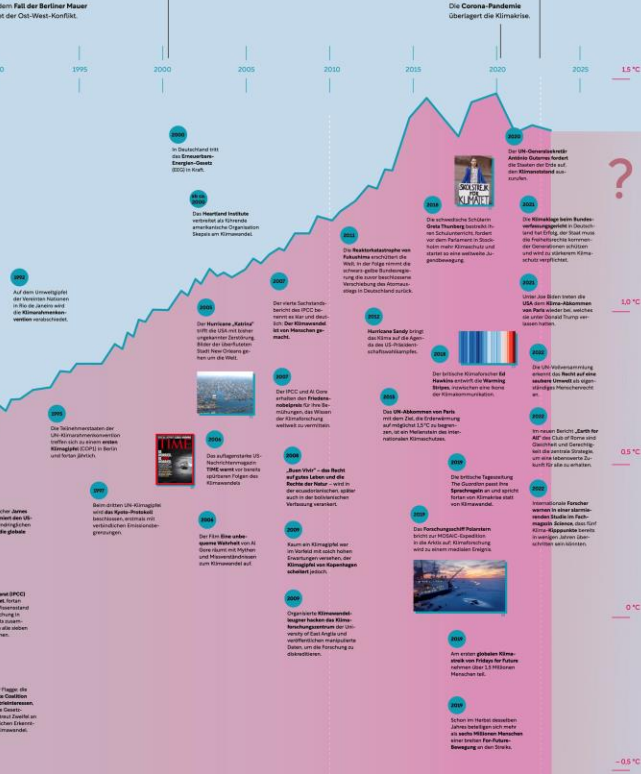 dem Fall der Berliner Mauer
et der Ost-West-Konflikt.
Die Corona-Pandemie
überlagert die Klimakrise.
1995
2000
2005
2010
2015
2020
2025
1,5 °C
1,0 °C
0,5 °C
0 °C
– 0,5 °C
?
1992
Auf dem Umweltgipfel
der Vereinten Nationen
in Rio de Janeiro wird
die Klimarahmenkon-
vention verabschiedet.
1995
Die Teilnehmerstaaten der
UN-Klimarahmenkonvention
treffen sich zu einem ersten
Klimagipfel (COP1) in Berlin
und fortan jährlich.
1997
Beim dritten UN-Klimagipfel
wird das Kyoto-Protokoll
beschlossen, erstmals mit
verbindlichen Emissionsbe-
grenzungen.
2000
In Deutschland tritt
das Erneuerbare-
Energien-Gesetz
(EEG) in Kraft.
Das Heartland Institute
verbreitet als führende
amerikanische Organisation
Skepsis am Klimawandel.
2005
Der Hurricane „Katrina“
trifft die USA mit bisher
ungekannter Zerstörung.
Bilder der überfluteten
Stadt New Orleans ge-
hen um die Welt.
TIME
2006
Das auflagenstarke US-
Nachrichtenmagazin
TIME warnt vor bereits
spürbaren Folgen des
Klimawandels
2006
Der Film Eine unbe-
queme Wahrheit von Al
Gore räumt mit Mythen
und Missverständnissen
zum Klimawandel auf.
2007
Der vierte Sachstands-
bericht des IPCC be-
nennt es klar und deut-
lich: Der Klimawandel
ist von Menschen ge-
macht.
2007
Der IPCC und Al Gore
erhalten den Friedens-
nobelpreis für ihre Be-
mühungen, das Wissen
der Klimaforschung
weltweit zu vermitteln.
2008
„Buen Vivir“ – das Recht
auf gutes Leben und die
Rechte der Natur – wird in
der ecuadorianischen, später
auch in der bolivianischen
Verfassung verankert.
2009
Kaum ein Klimagipfel war
im Vorfeld mit solch hohen
Erwartungen versehen, der
Klimagipfel von Kopenhagen
scheitert jedoch.
2009
Organisierte Klimawandel-
leugner hacken das Klima-
forschungszentrum der Uni-
versity of East Anglia und
veröffentlichen manipulierte
Daten, um die Forschung zu
diskreditieren.
2011
Die Reaktorkatastrophe von
Fukushima erschüttert die
Welt. In der Folge nimmt die
schwarz-gelbe Bundesregie-
rung die zuvor beschlossene
Verschiebung des Atomaus-
stiegs in Deutschland zurück.
2012
Hurricane Sandy bringt
das Klima auf die Agen-
da des US-Präsident-
schaftswahlkampfes.
2015
Das UN-Abkommen von Paris
mit dem Ziel, die Erderwärmung
auf möglichst 1,5°C zu begren-
zen, ist ein Meilenstein des inter-
nationalen Klimaschutzes.
SKOLSTREJK
FÖR
KLIMATET
2018
Die schwedische Schülerin
Greta Thunberg bestreikt ih-
ren Schulunterricht, fordert
vor dem Parlament in Stock-
holm mehr Klimaschutz und
startet so eine weltweite Ju-
gendbewegung.
2018
Der britische Klimaforscher Ed
Hawkins entwirft die Warming
Stripes, inzwischen eine Ikone
der Klimakommunikation.
2019
Die britische Tageszeitung
The Guardian passt ihre
Sprachregeln an und spricht
fortan von Klimakrise statt
von Klimawandel.
2019
Das Forschungsschiff Polarstern
bricht zur MOSAiC-Expedition
in die Arktis auf; Klimaforschung
wird zu einem medialen Ereignis.
2019
Am ersten globalen Klima-
streik von Fridays for Future
nehmen über 1,5 Millionen
Menschen teil.
2019
Schon im Herbst desselben
Jahres beteiligen sich mehr
als sechs Millionen Menschen
einer breiten For-Future-
Bewegung an den Streiks.
2020
Der UN-Generalsekretär
António Guterres fordert
die Staaten der Erde auf,
den Klimanotstand aus-
zurufen.
2021
Die Klimaklage beim Bundes-
verfassungsgericht in Deutsch-
land hat Erfolg, der Staat muss
die Freiheitsrechte kommen-
der Generationen schützen
und wird zu stärkerem Klima-
schutz verpflichtet.
2021
Unter Joe Biden treten die
USA dem Klima-Abkommen
von Paris wieder bei, welches
sie unter Donald Trump ver-
lassen hatten.
2022
Die UN-Vollversammlung
erkennt das Recht auf eine
saubere Umwelt als eigen-
ständiges Menschenrecht
an.
2022
Im neuen Bericht „Earth for
All“ des Club of Rome sind
Gleichheit und Gerechtig-
keit die zentrale Strategie,
um eine lebenswerte Zu-
kunft für alle zu erhalten.
2022
Internationale Forscher
warnen in einer alarmie-
renden Studie im Fach-
magazin Science, dass fünf
Klima-Kipppunkte bereits
in wenigen Jahren über-
schritten sein könnten.